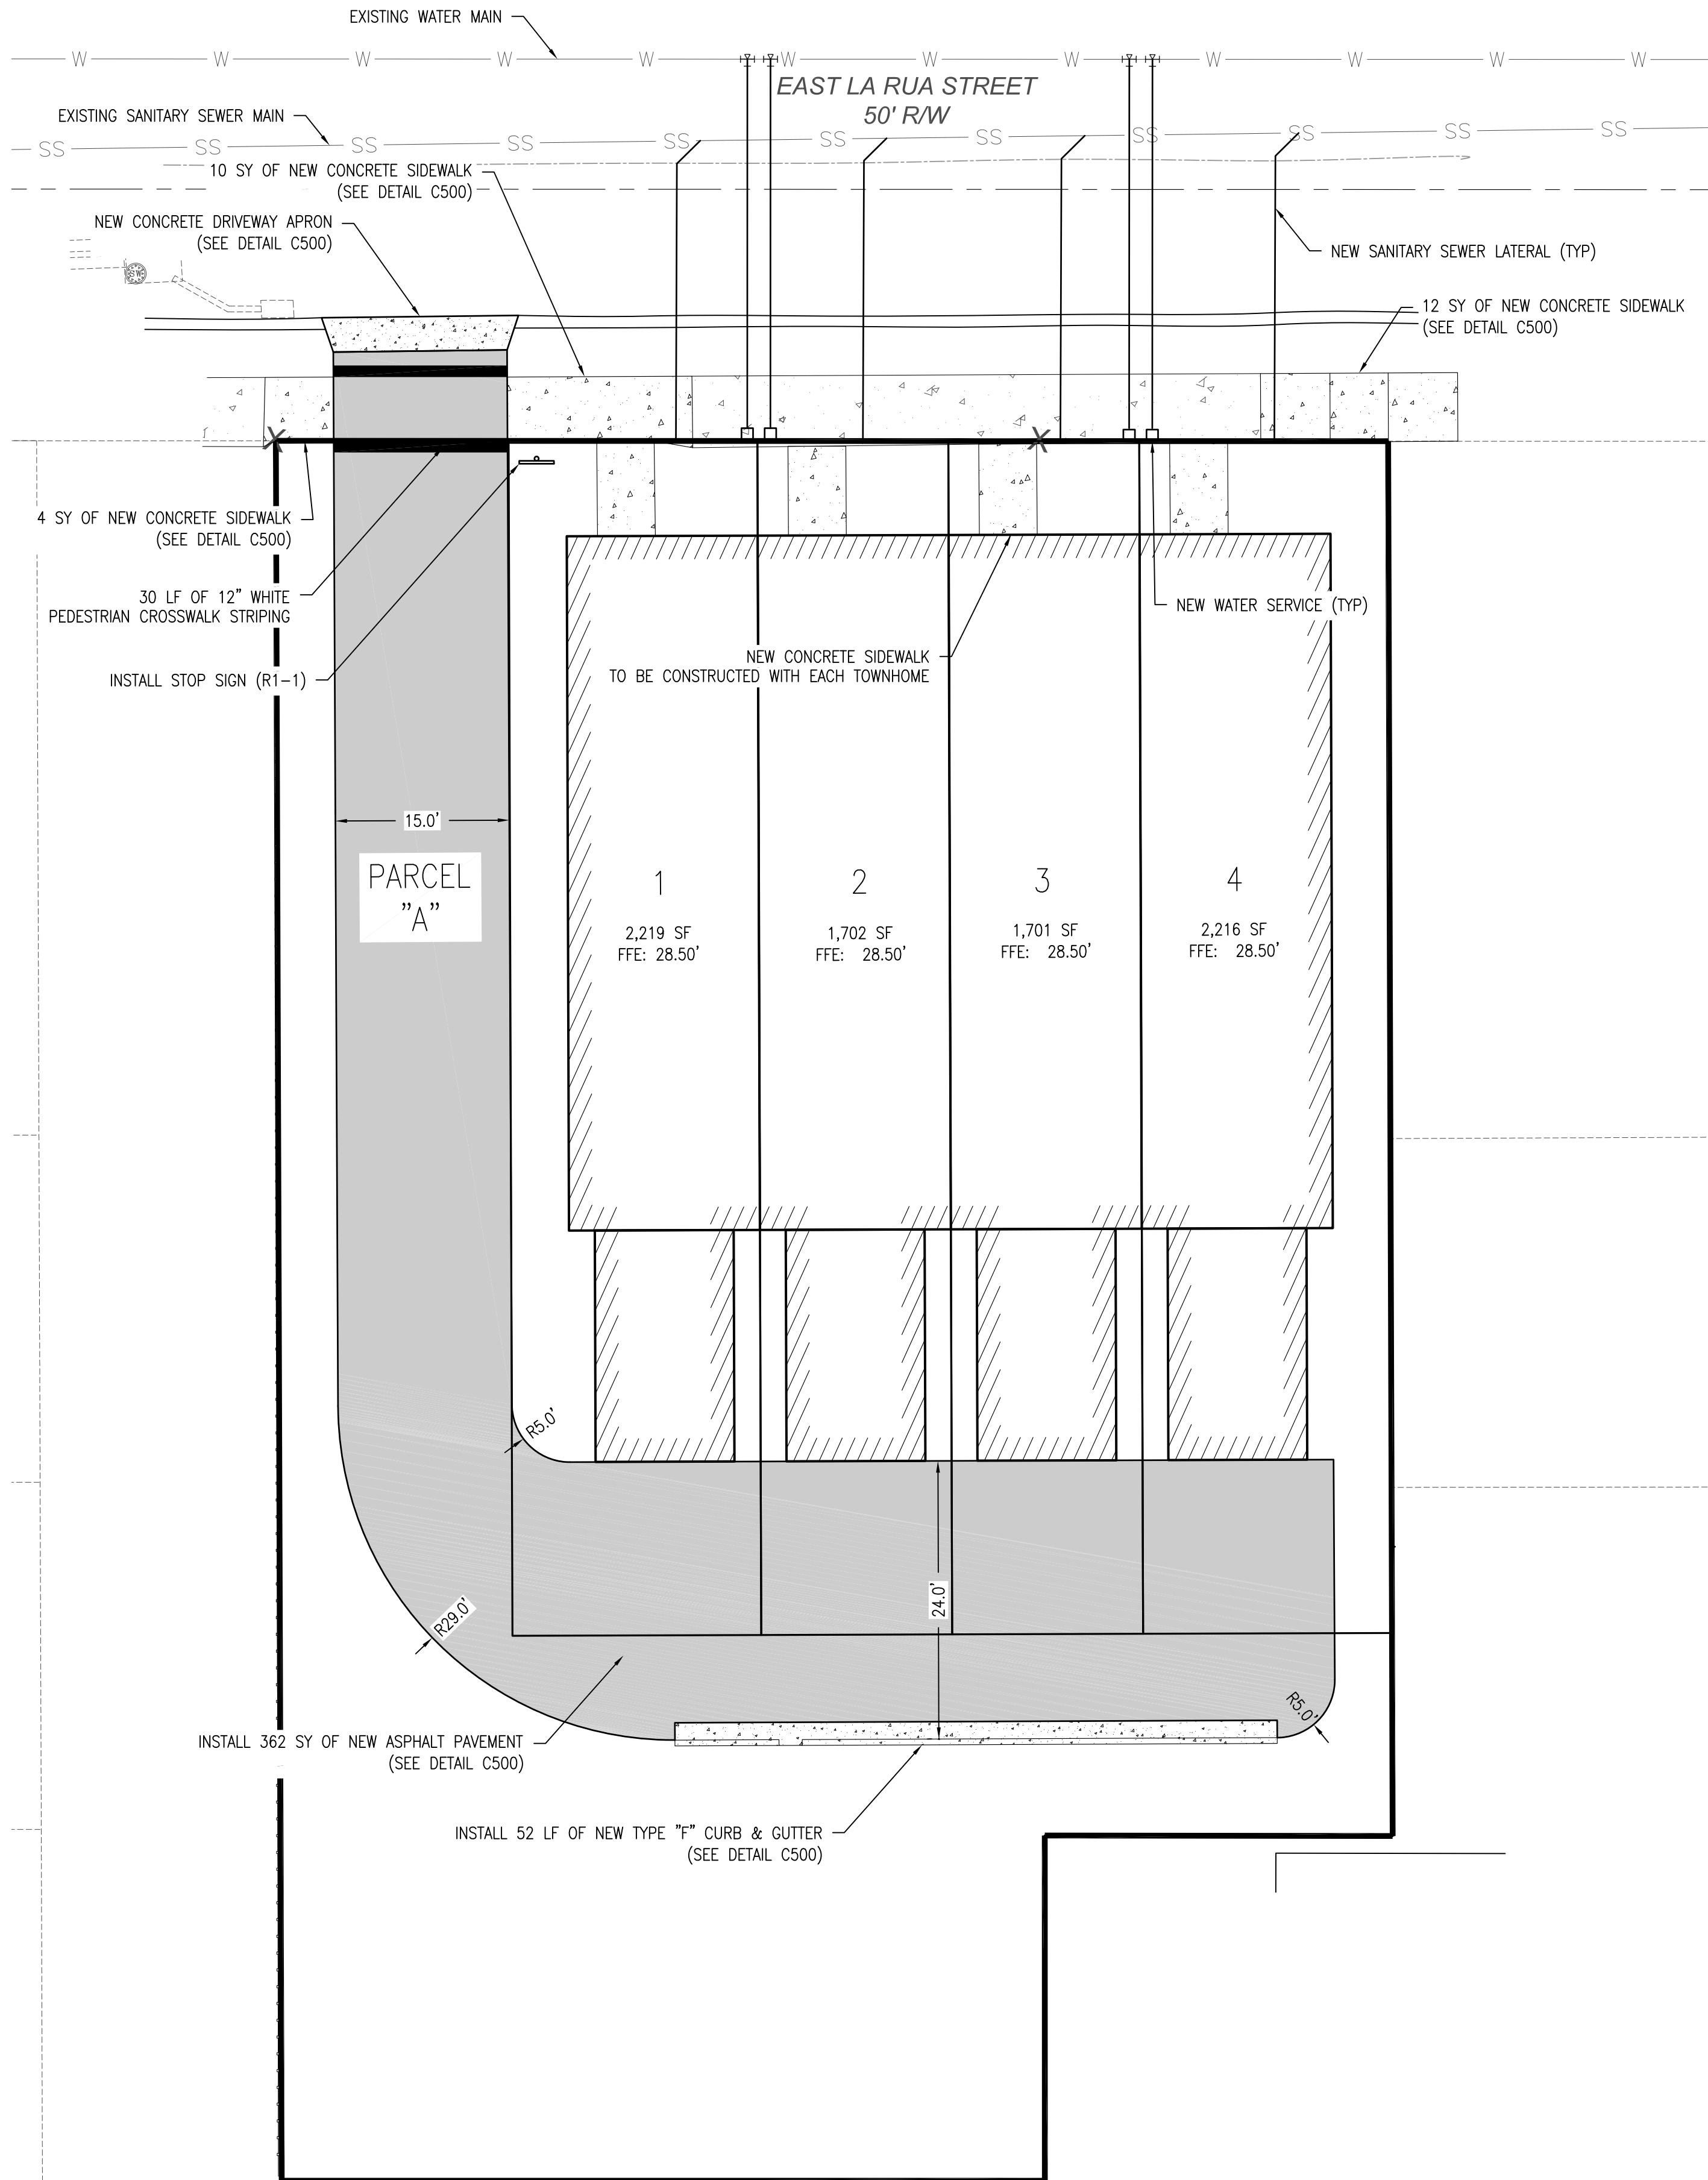 EXISTING WATER MAIN
W W W W W W W W W W W W
EAST LA RUA STREET
50' R/W
EXISTING SANITARY SEWER MAIN
SS SS SS SS SS SS SS SS SS SS SS
10 SY OF NEW CONCRETE SIDEWALK
(SEE DETAIL C500)
NEW CONCRETE DRIVEWAY APRON
(SEE DETAIL C500)
NEW SANITARY SEWER LATERAL (TYP)
12 SY OF NEW CONCRETE SIDEWALK
(SEE DETAIL C500)
4 SY OF NEW CONCRETE SIDEWALK
(SEE DETAIL C500)
30 LF OF 12" WHITE
PEDESTRIAN CROSSWALK STRIPING
NEW WATER SERVICE (TYP)
NEW CONCRETE SIDEWALK
TO BE CONSTRUCTED WITH EACH TOWNHOME
INSTALL STOP SIGN (R1-1)
15.0'
PARCEL
"A"
1
2,219 SF
FFE: 28.50'
2
1,702 SF
FFE: 28.50'
3
1,701 SF
FFE: 28.50'
4
2,216 SF
FFE: 28.50'
R5.0'
24.0'
R29.0'
R5.0'
INSTALL 362 SY OF NEW ASPHALT PAVEMENT
(SEE DETAIL C500)
INSTALL 52 LF OF NEW TYPE "F" CURB & GUTTER
(SEE DETAIL C500)